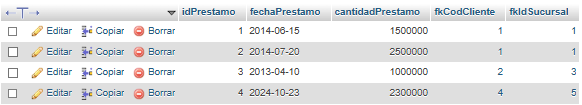 idPrestamo fechaPrestamo cantidadPrestamo fkCodCliente fkIdSucursal
Editar Copiar Borrar 1 2014-06-15 1500000 1 1
Editar Copiar Borrar 2 2014-07-20 2500000 1 1
Editar Copiar Borrar 3 2013-04-10 1000000 2 3
Editar Copiar Borrar 4 2024-10-23 2300000 4 5